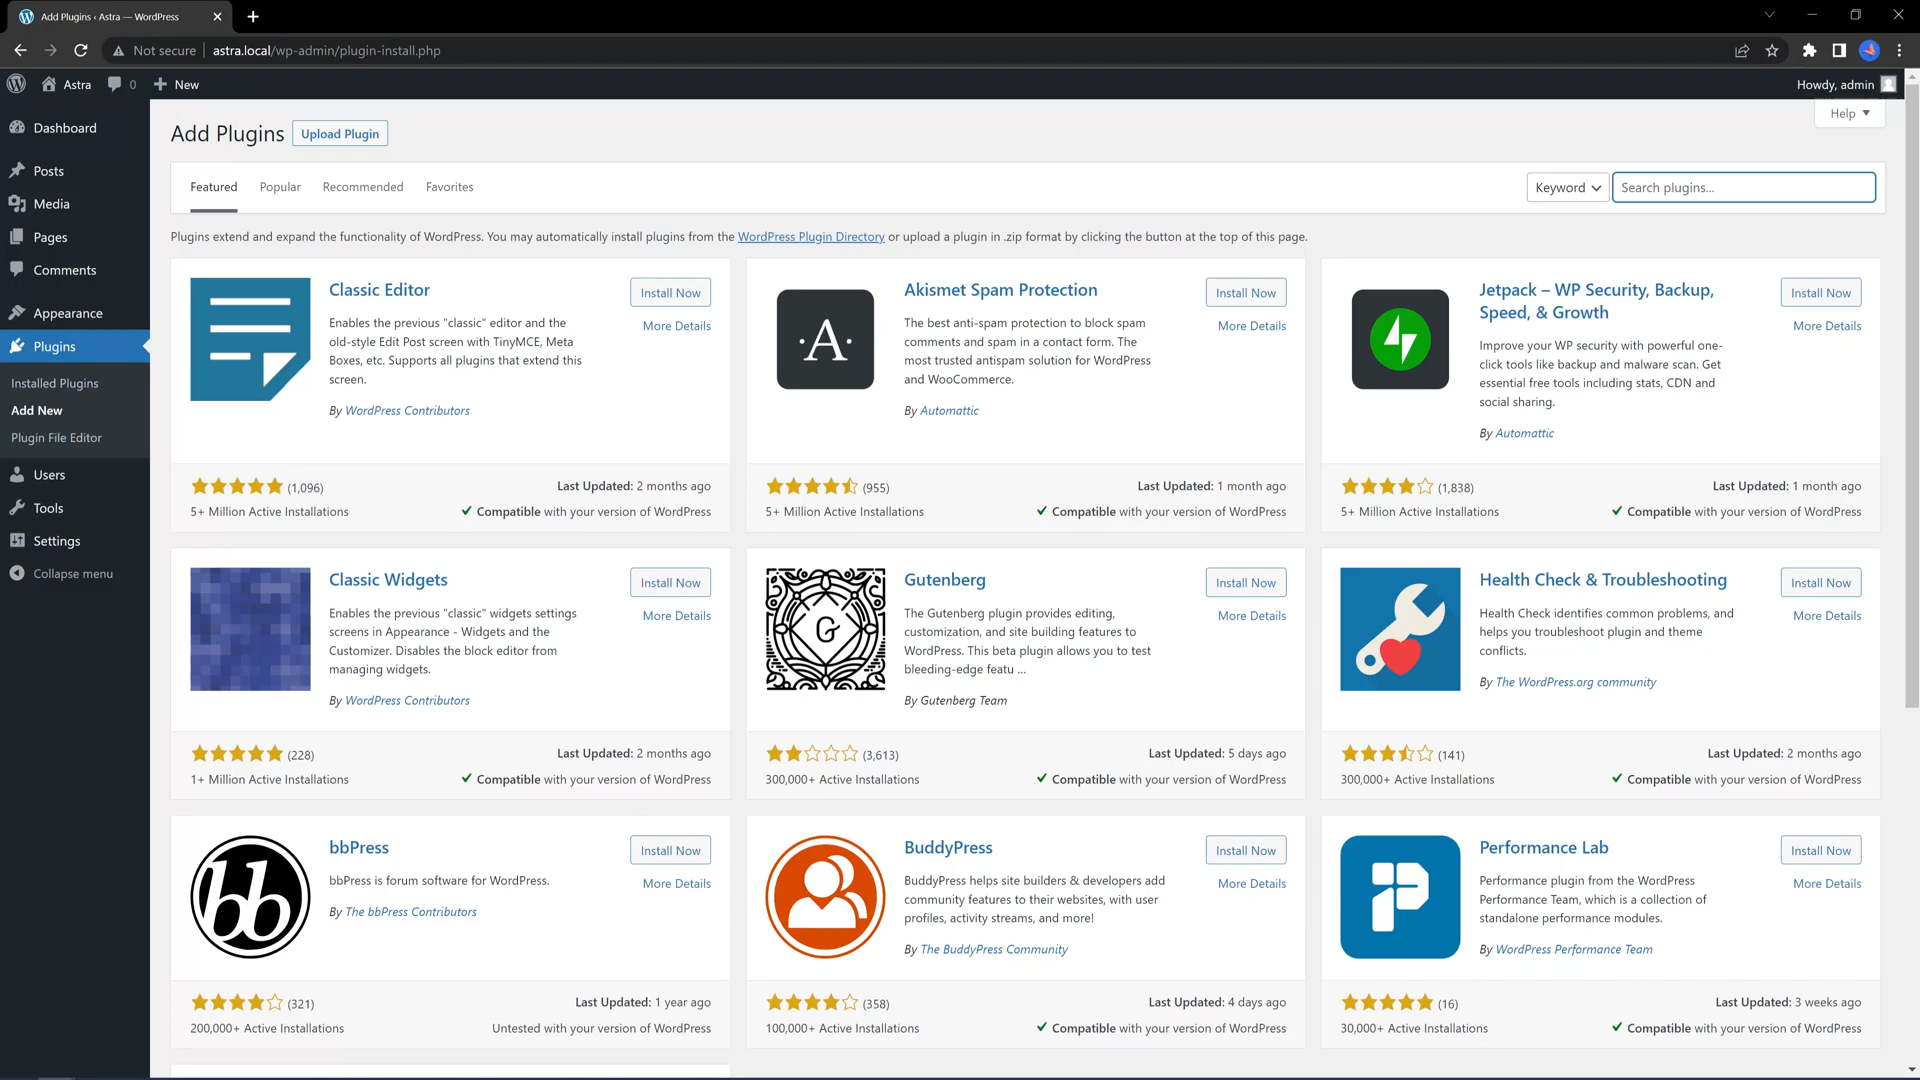 Add Plugins ‹ Astra — WordPress
Not secure
astra.local/wp-admin/plugin-install.php
Astra
0
New
Howdy, admin
Help
Dashboard
Posts
Media
Pages
Comments
Appearance
Plugins
Installed Plugins
Add New
Plugin File Editor
Users
Tools
Settings
Collapse menu
Add Plugins
Upload Plugin
Featured
Popular
Recommended
Favorites
Keyword
Search plugins...
Plugins extend and expand the functionality of WordPress. You may automatically install plugins from the WordPress Plugin Directory or upload a plugin in .zip format by clicking the button at the top of this page.
Classic Editor
Install Now
More Details
Enables the previous "classic" editor and the
old-style Edit Post screen with TinyMCE, Meta
Boxes, etc. Supports all plugins that extend this
screen.
By WordPress Contributors
(1,096)
Last Updated: 2 months ago
5+ Million Active Installations
Compatible with your version of WordPress
A
Akismet Spam Protection
Install Now
More Details
The best anti-spam protection to block spam
comments and spam in a contact form. The
most trusted antispam solution for WordPress
and WooCommerce.
By Automattic
(955)
Last Updated: 1 month ago
5+ Million Active Installations
Compatible with your version of WordPress
Jetpack – WP Security, Backup,
Speed, & Growth
Install Now
More Details
Improve your WP security with powerful one-
click tools like backup and malware scan. Get
essential free tools including stats, CDN and
social sharing.
By Automattic
(1,838)
Last Updated: 1 month ago
5+ Million Active Installations
Compatible with your version of WordPress
Classic Widgets
Install Now
More Details
Enables the previous "classic" widgets settings
screens in Appearance - Widgets and the
Customizer. Disables the block editor from
managing widgets.
By WordPress Contributors
(228)
Last Updated: 2 months ago
1+ Million Active Installations
Compatible with your version of WordPress
G
Gutenberg
Install Now
More Details
The Gutenberg plugin provides editing,
customization, and site building features to
WordPress. This beta plugin allows you to test
bleeding-edge featu ...
By Gutenberg Team
(3,613)
Last Updated: 5 days ago
300,000+ Active Installations
Compatible with your version of WordPress
Health Check & Troubleshooting
Install Now
More Details
Health Check identifies common problems, and
helps you troubleshoot plugin and theme
conflicts.
By The WordPress.org community
(141)
Last Updated: 2 months ago
300,000+ Active Installations
Compatible with your version of WordPress
bb
bbPress
Install Now
More Details
bbPress is forum software for WordPress.
By The bbPress Contributors
(321)
Last Updated: 1 year ago
200,000+ Active Installations
Untested with your version of WordPress
BuddyPress
Install Now
More Details
BuddyPress helps site builders & developers add
community features to their websites, with user
profiles, activity streams, and more!
By The BuddyPress Community
(358)
Last Updated: 4 days ago
100,000+ Active Installations
Compatible with your version of WordPress
Performance Lab
Install Now
More Details
Performance plugin from the WordPress
Performance Team, which is a collection of
standalone performance modules.
By WordPress Performance Team
(16)
Last Updated: 3 weeks ago
30,000+ Active Installations
Compatible with your version of WordPress